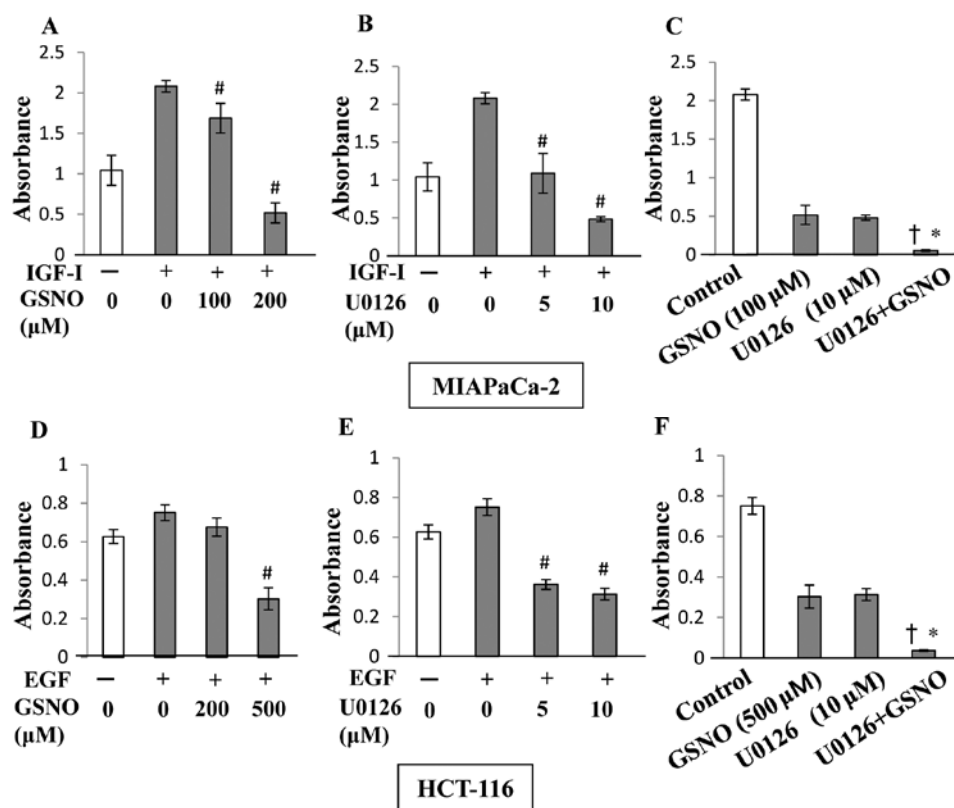 A
2.5
2
1.5
1
0.5
0
Absorbance
#
#
IGF-I – + + +
GSNO 0 0 100 200
(µM)
B
2.5
2
1.5
1
0.5
0
Absorbance
#
#
IGF-I – + + +
U0126 0 0 5 10
(µM)
C
2.5
2
1.5
1
0.5
0
Absorbance
† *
Control
GSNO (100 µM)
U0126 (10 µM)
U0126+GSNO
MIAPaCa-2
D
1
0.8
0.6
0.4
0.2
0
Absorbance
#
EGF – + + +
GSNO 0 0 200 500
(µM)
E
1
0.8
0.6
0.4
0.2
0
Absorbance
#
#
EGF – + + +
U0126 0 0 5 10
(µM)
F
1
0.8
0.6
0.4
0.2
0
Absorbance
† *
Control
GSNO (500 µM)
U0126 (10 µM)
U0126+GSNO
HCT-116